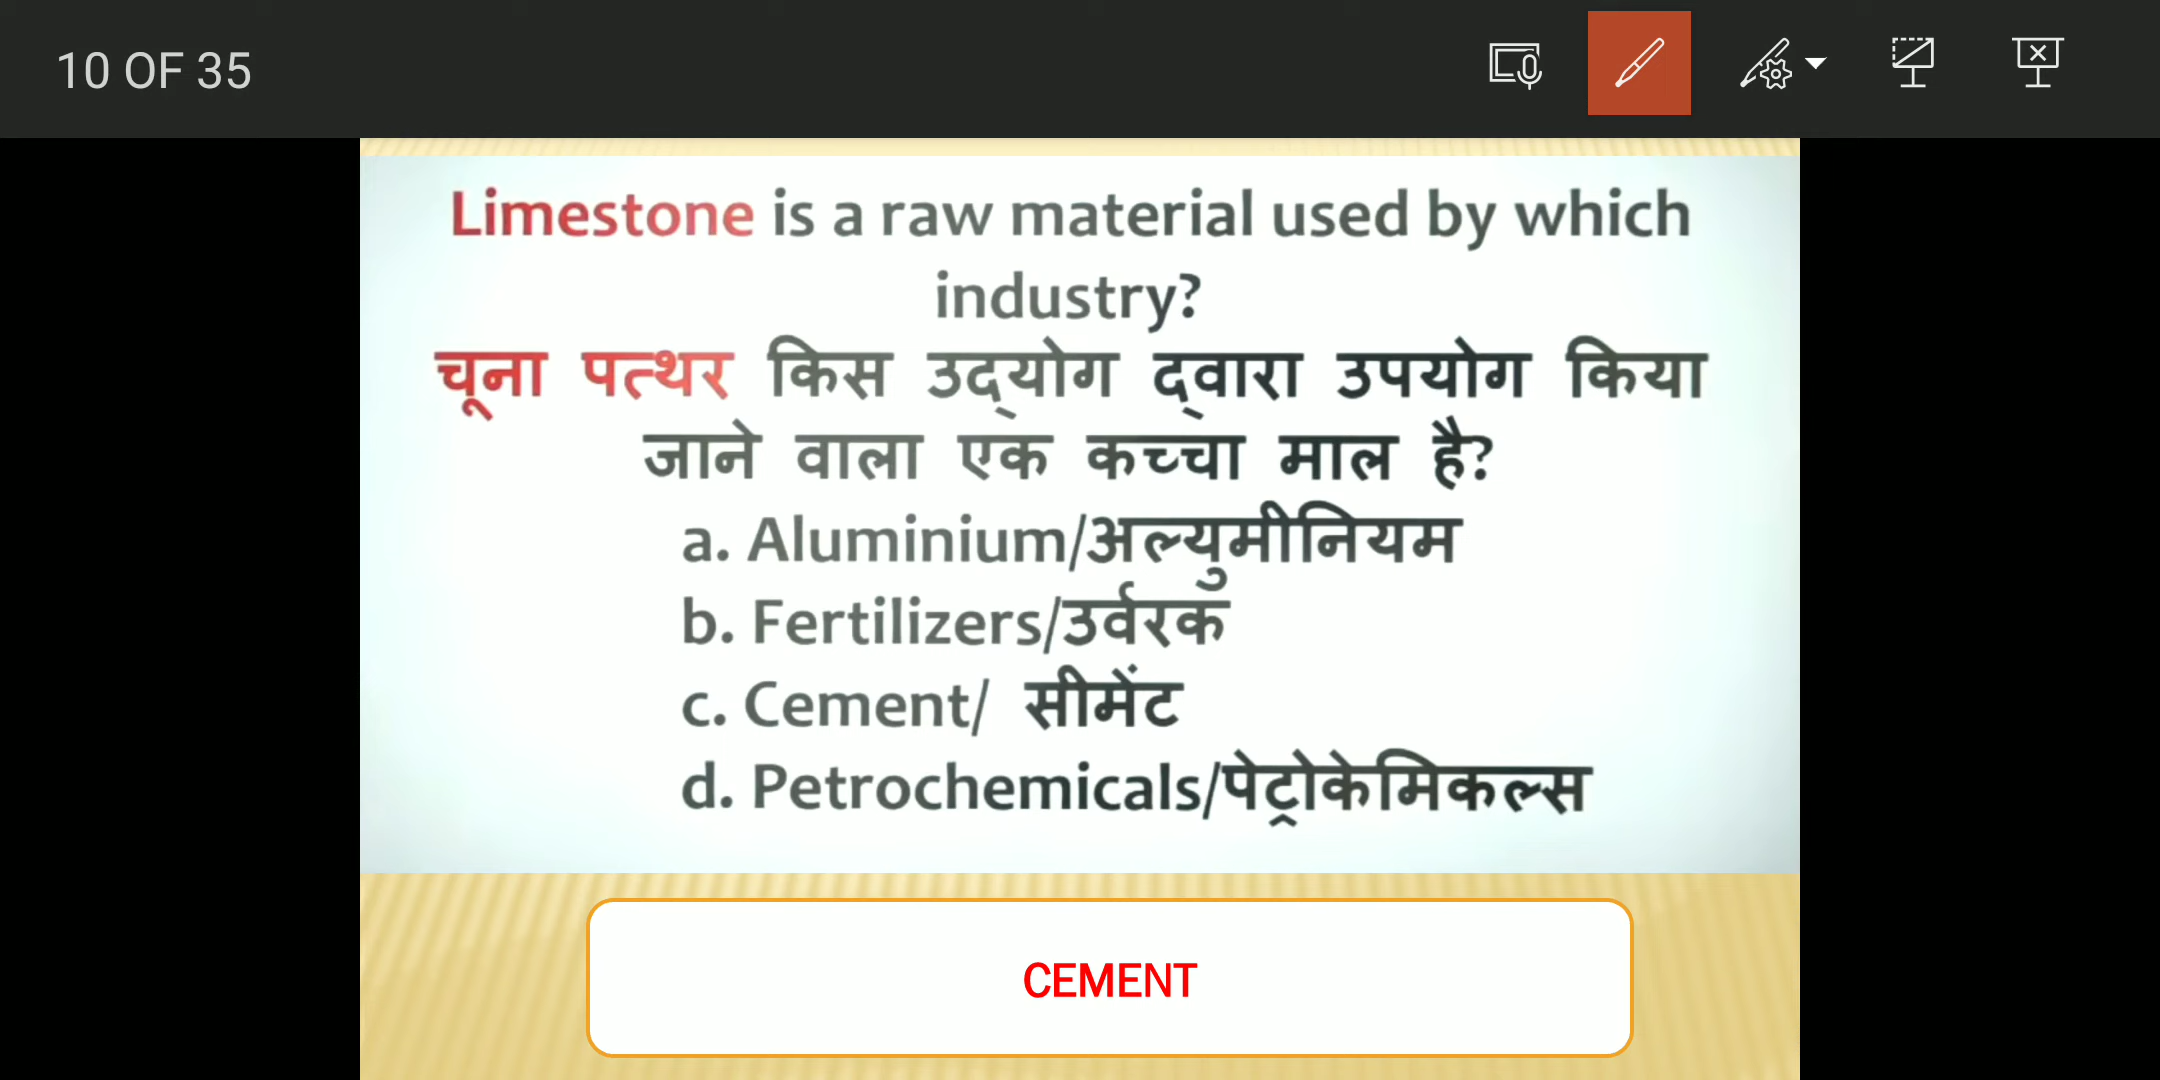 10 OF 35
Limestone is a raw material used by which
industry?
चूना पत्थर किस उद्योग द्वारा उपयोग किया
जाने वाला एक कच्चा माल है?
a. Aluminium/अल्युमीनियम
b. Fertilizers/उर्वरक
c. Cement/ सीमेंट
d. Petrochemicals/पेट्रोकेमिकल्स
CEMENT